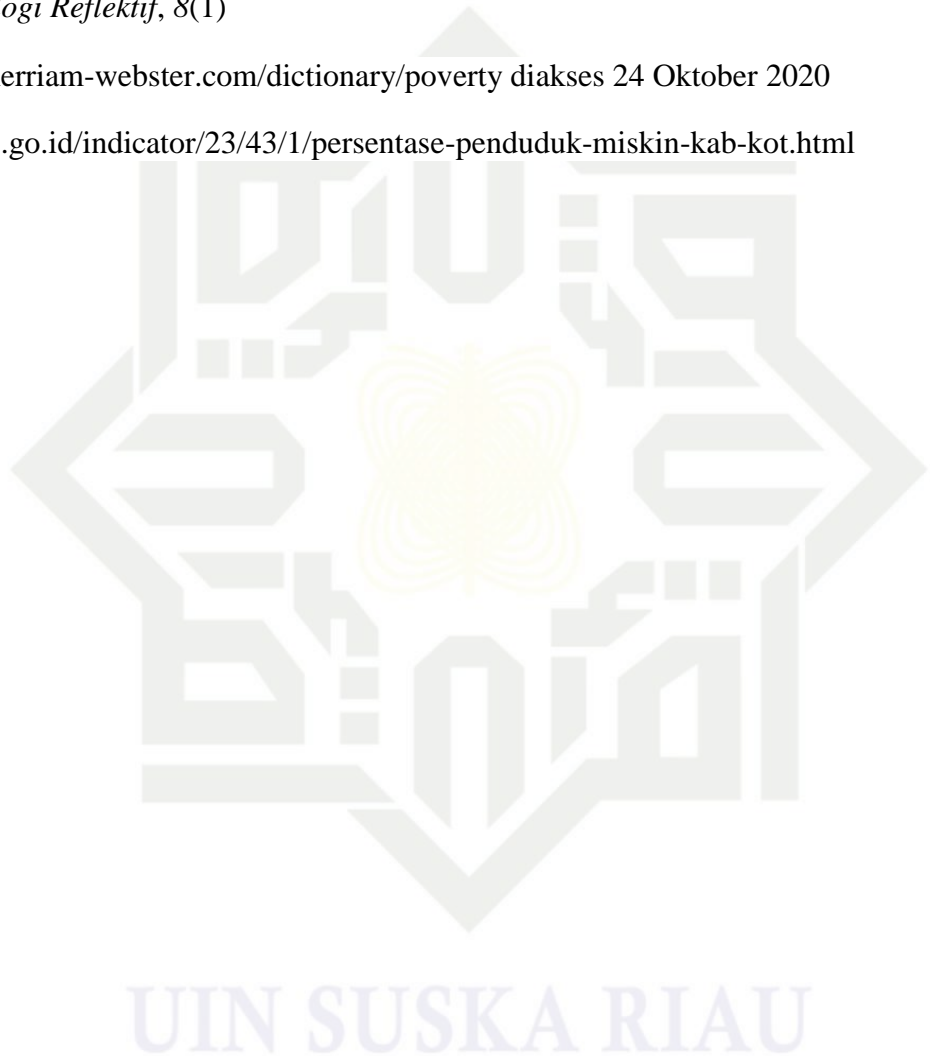 ogi Reflektif, 8(1)
erriam-webster.com/dictionary/poverty diakses 24 Oktober 2020
.go.id/indicator/23/43/1/persentase-penduduk-miskin-kab-kot.html
UIN SUSKA RIAU